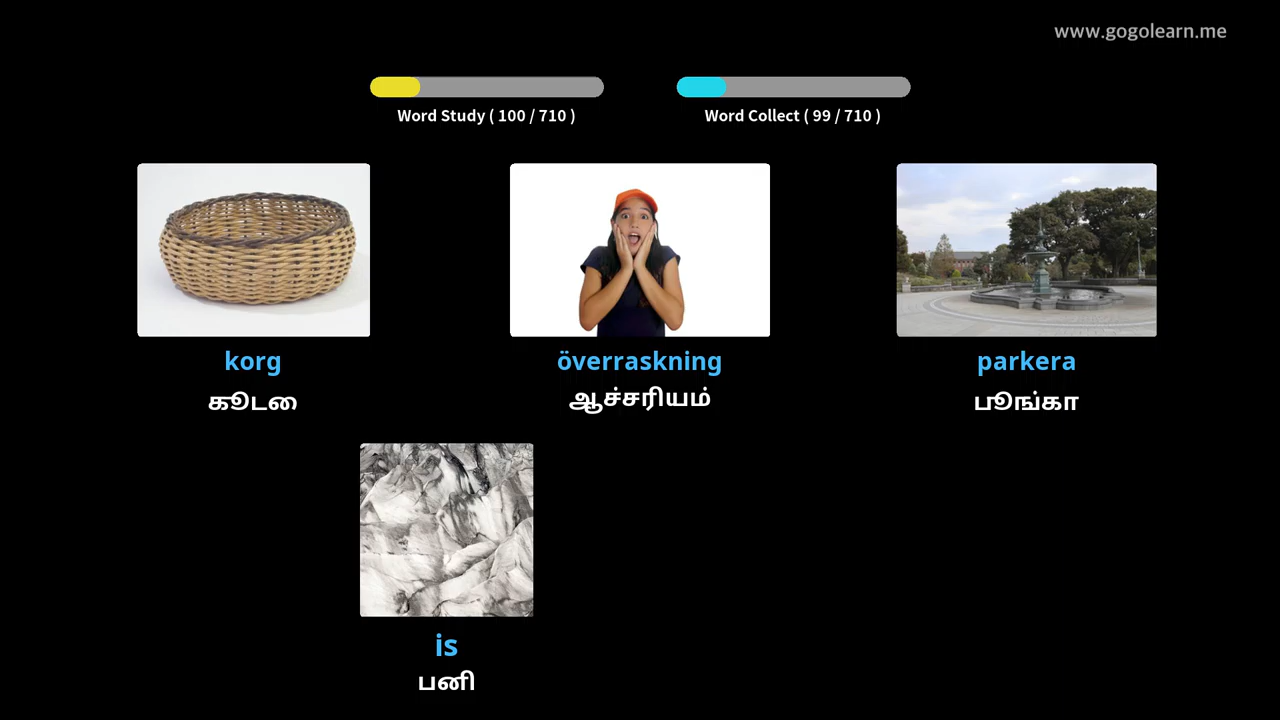 www.gogolearn.me
Word Study ( 100 / 710 )
Word Collect ( 99 / 710 )
korg
கூடை
överraskning
ஆச்சரியம்
parkera
பூங்கா
is
பனி